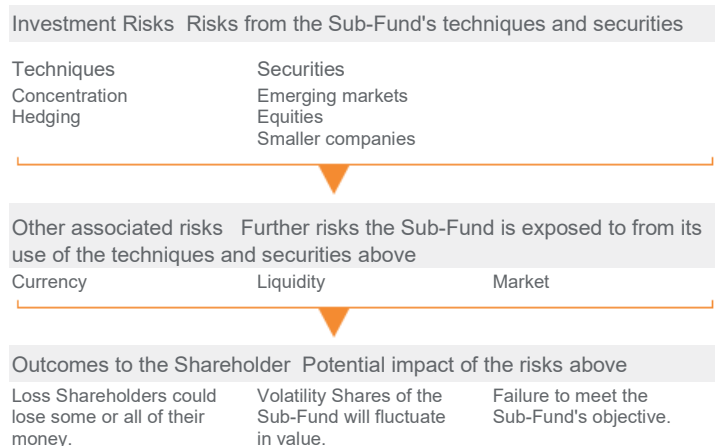 Investment Risks Risks from the Sub-Fund's techniques and securities
Techniques
Concentration
Hedging
Securities
Emerging markets
Equities
Smaller companies
Other associated risks Further risks the Sub-Fund is exposed to from its
use of the techniques and securities above
Currency
Liquidity
Market
Outcomes to the Shareholder Potential impact of the risks above
Loss Shareholders could
lose some or all of their
money.
Volatility Shares of the
Sub-Fund will fluctuate
in value.
Failure to meet the
Sub-Fund's objective.